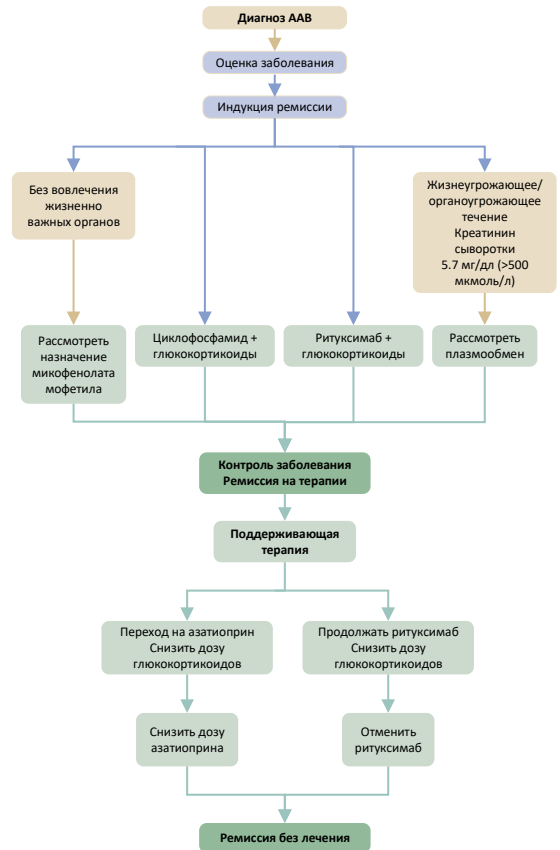 Диагноз ААВ
Оценка заболевания
Индукция ремиссии
Без вовлечения
жизненно
важных органов
Жизнеугрожающее/
органоугрожающее
течение
Креатинин
сыворотки
5.7 мг/дл (>500
мкмоль/л)
Рассмотреть
назначение
микофенолата
мофетила
Циклофосфамид +
глюкокортикоиды
Ритуксимаб +
глюкокортикоиды
Рассмотреть
плазмообмен
Контроль заболевания
Ремиссия на терапии
Поддерживающая
терапия
Переход на азатиоприн
Снизить дозу
глюкокортикоидов
Продолжать ритуксимаб
Снизить дозу
глюкокортикоидов
Снизить дозу
азатиоприна
Отменить
ритуксимаб
Ремиссия без лечения